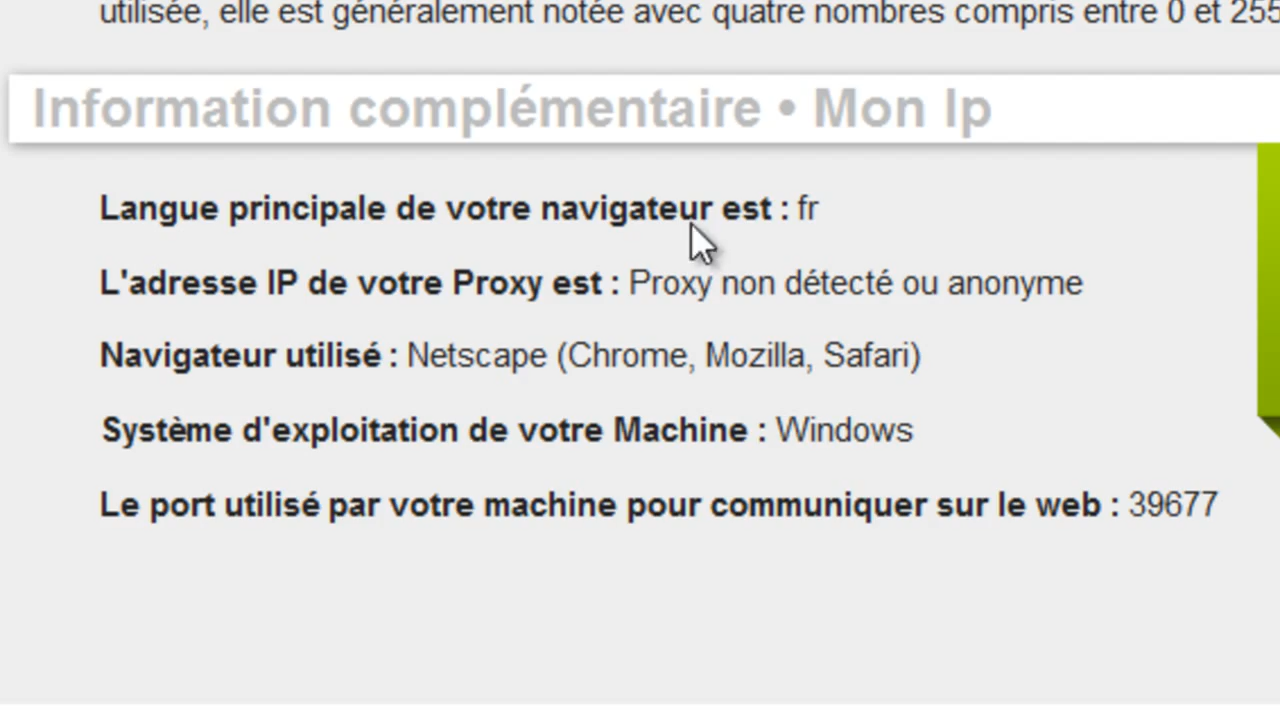 utilisée, elle est généralement notée avec quatre nombres compris entre 0 et 255
Information complémentaire • Mon Ip
Langue principale de votre navigateur est : fr
L'adresse IP de votre Proxy est : Proxy non détecté ou anonyme
Navigateur utilisé : Netscape (Chrome, Mozilla, Safari)
Système d'exploitation de votre Machine : Windows
Le port utilisé par votre machine pour communiquer sur le web : 39677